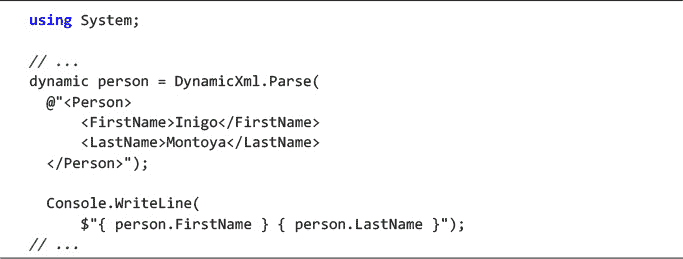 using System;
// ...
dynamic person = DynamicXml.Parse(
@"<Person>
<FirstName>Inigo</FirstName>
<LastName>Montoya</LastName>
</Person>");
Console.WriteLine(
$"{ person.FirstName } { person.LastName }");
// ...